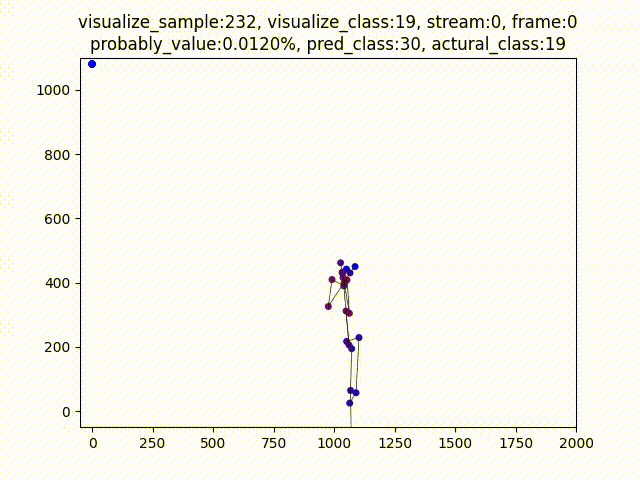 visualize_sample:232, visualize_class:19, stream:0, frame:0
probably_value:0.0120%, pred_class:30, actural_class:19
1000
800
600
400
200
0
0 250 500 750 1000 1250 1500 1750 2000